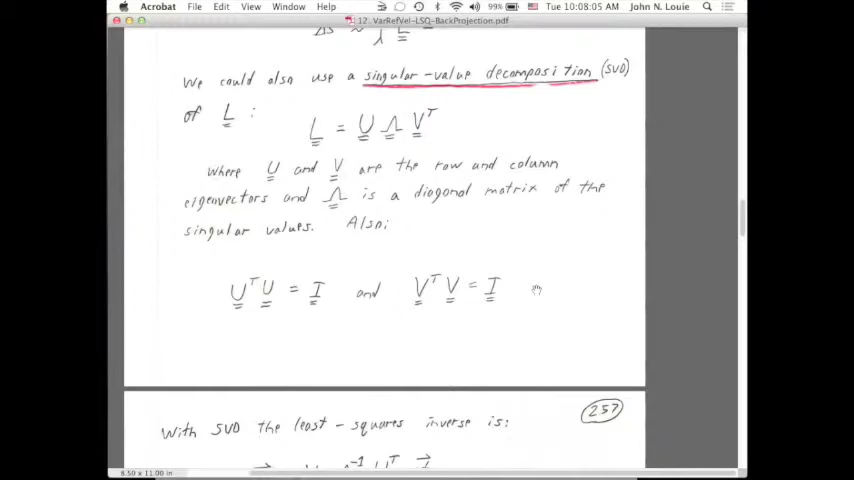 Acrobat File Edit View Window Help 99% Tue 10:08:05 AM John N. Louie
12. VarRefVel-LSQ-BackProjection.pdf
We could also use a singular-value decomposition (SVD)
of L :
L = U Λ V^T
where U and V are the row and column
eigenvectors and Λ is a diagonal matrix of the
singular values. Also:
U^T U = I and V^T V = I
257
With SVD the least-squares inverse is:
8.50 x 11.00 in